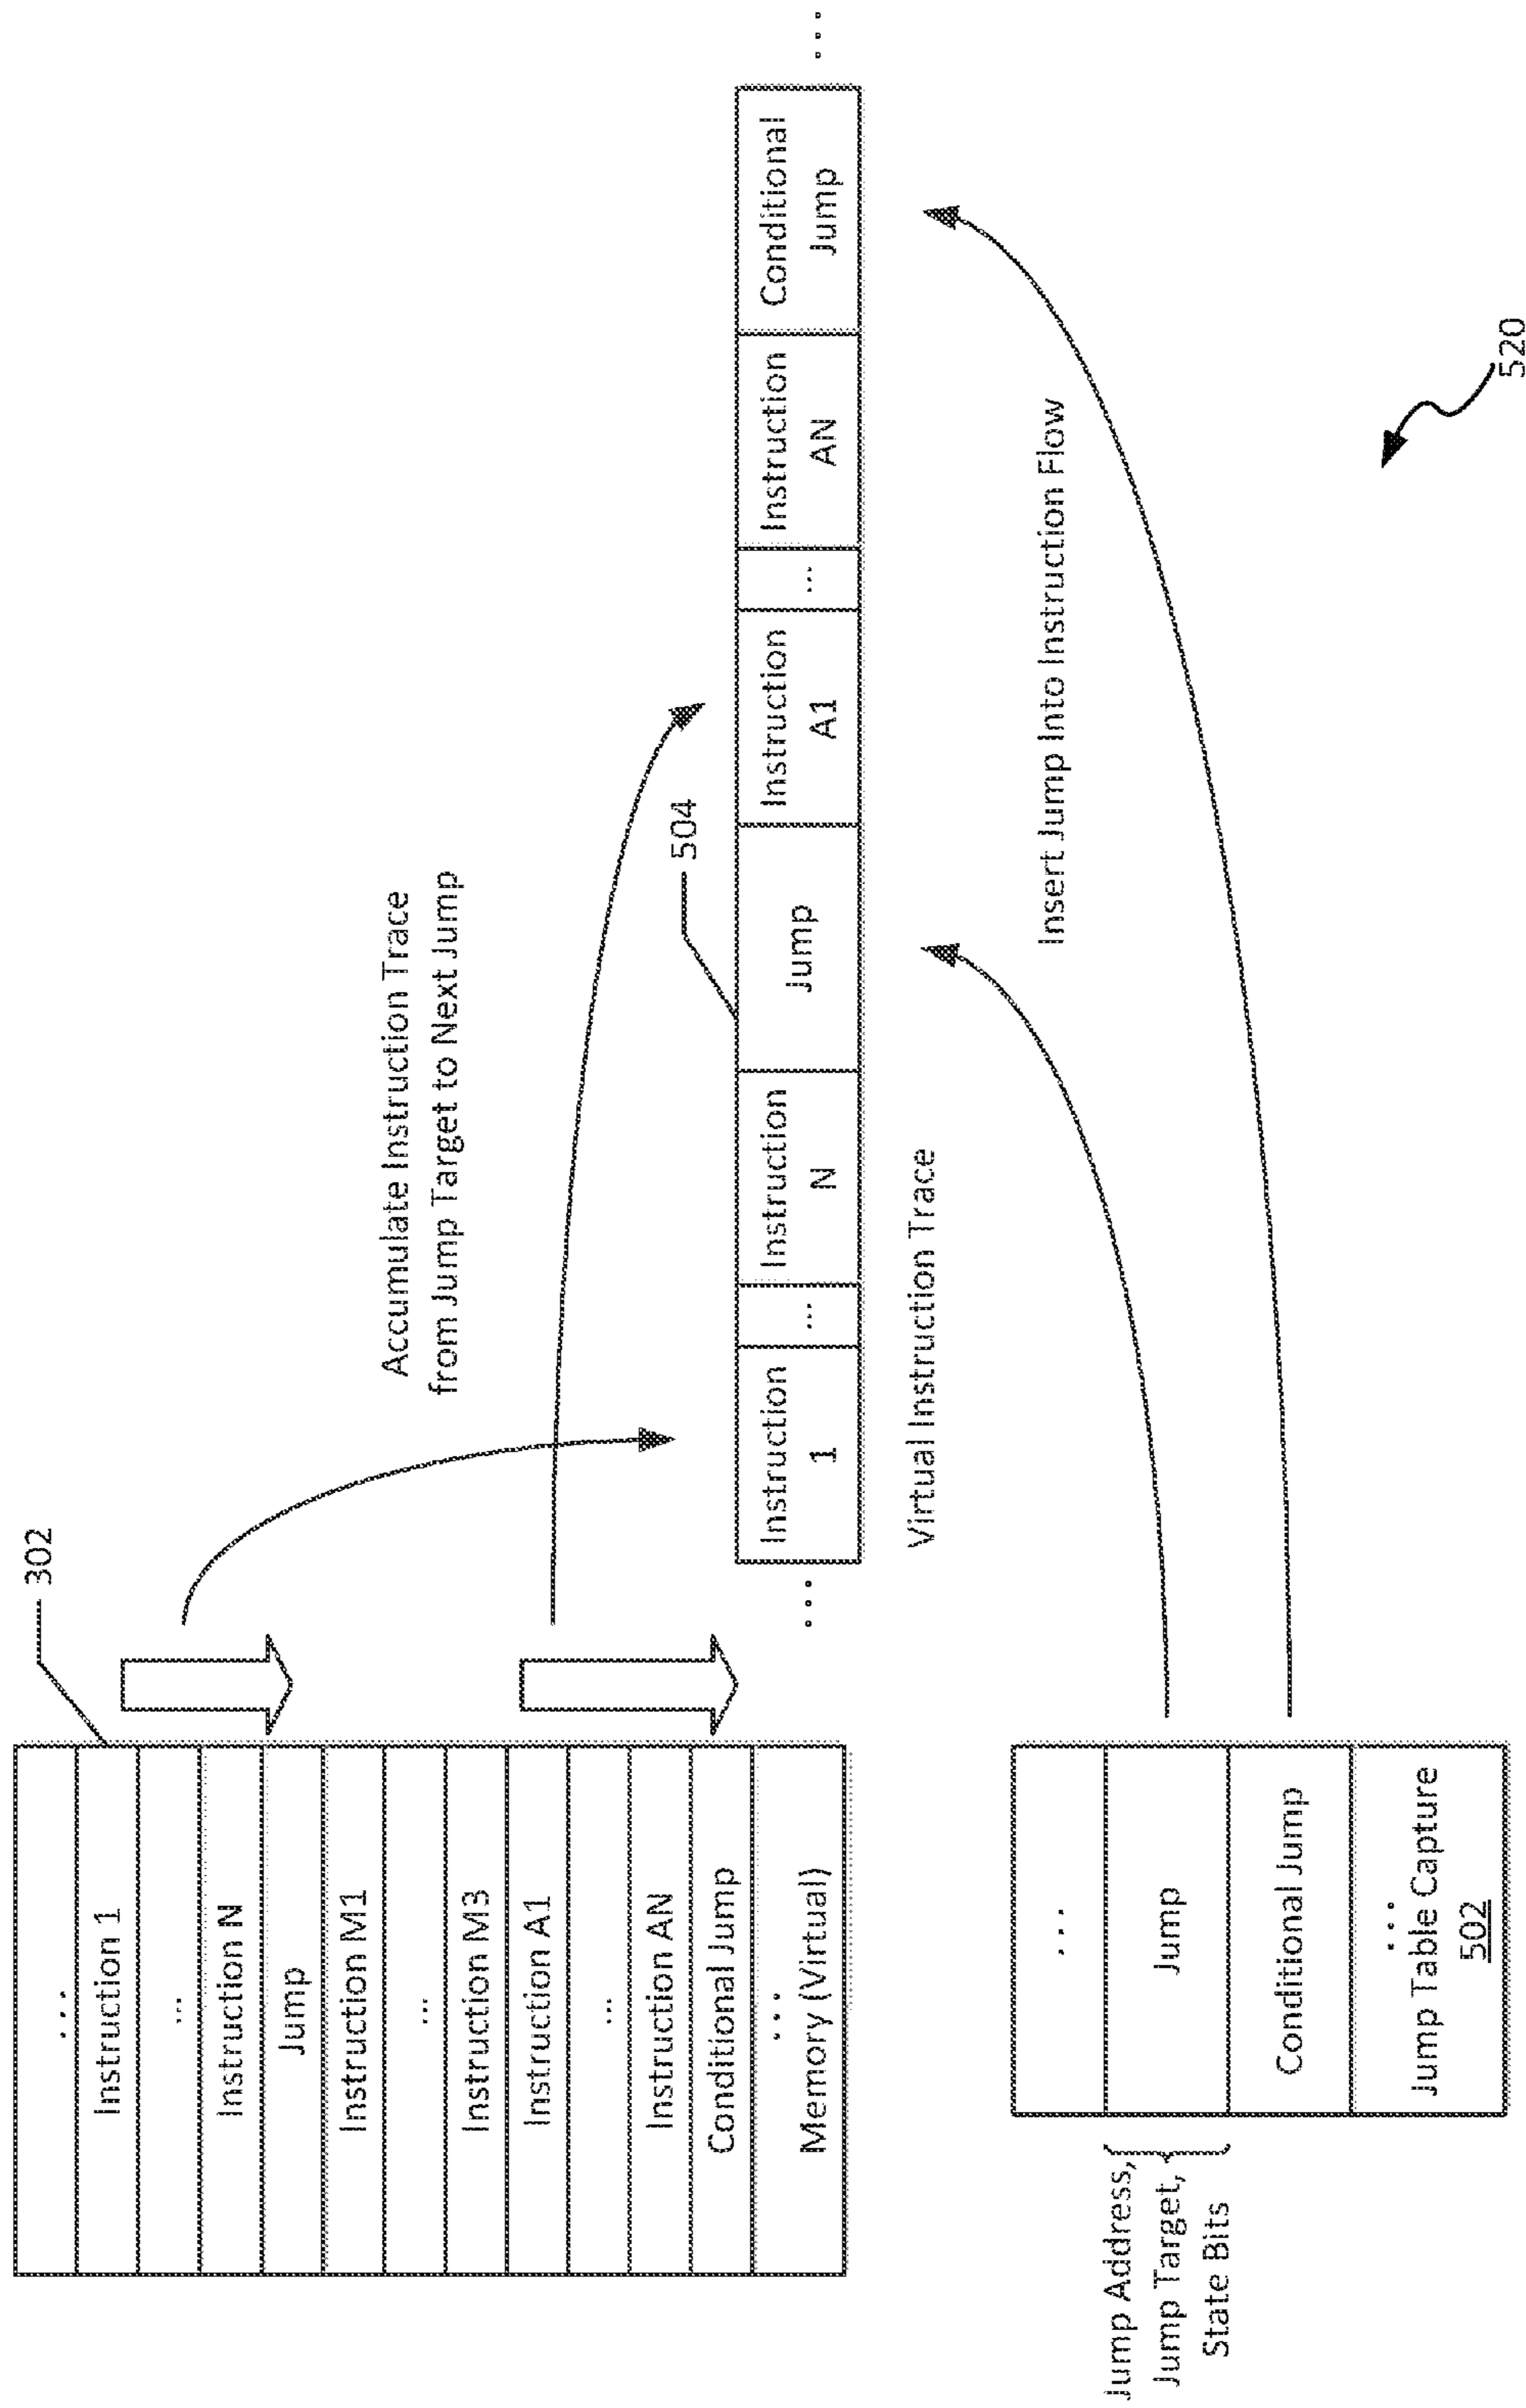 302
...
Instruction 1
...
Instruction N
Jump
Instruction M1
...
Instruction M3
Instruction A1
...
Instruction AN
Conditional Jump
...
Memory (Virtual)
Accumulate Instruction Trace
from Jump Target to Next Jump
504
...
Instruction
1
...
Instruction
N
Jump
Instruction
A1
...
Instruction
AN
Conditional
Jump
...
Virtual Instruction Trace
Insert Jump Into Instruction Flow
Jump Address,
Jump Target,
State Bits
...
Jump
Conditional Jump
...
Jump Table Capture
502
520